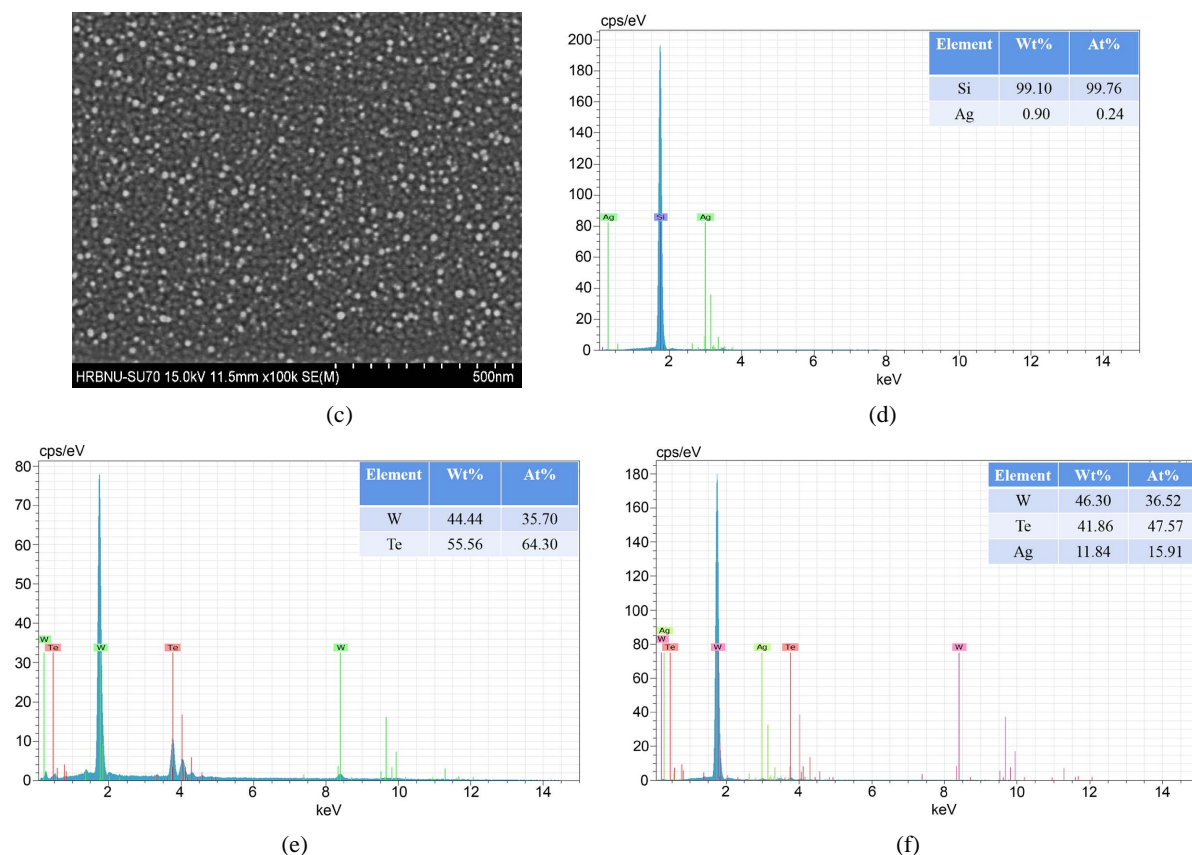 HRBNU-SU70 15.0kV 11.5mm x100k SE(M) 500nm
(c)
cps/eV
200
180
160
140
120
100
80
60
40
20
0
Ag
Si
Ag
2
4
6
8
10
12
14
keV
Element Wt% At%
Si 99.10 99.76
Ag 0.90 0.24
(d)
cps/eV
80
70
60
50
40
30
20
10
0
W
Te
W
Te
W
2
4
6
8
10
12
14
keV
Element Wt% At%
W 44.44 35.70
Te 55.56 64.30
(e)
cps/eV
180
160
140
120
100
80
60
40
20
0
Ag
W
Te
W
Ag
Te
W
2
4
6
8
10
12
14
keV
Element Wt% At%
W 46.30 36.52
Te 41.86 47.57
Ag 11.84 15.91
(f)